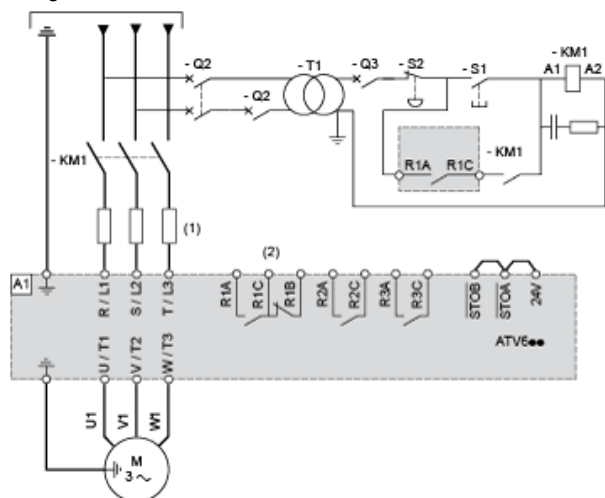 - Q2
- T1
- Q3
- S2
- S1
- KM1
A1
A2
- Q2
- KM1
R1A
R1C
- KM1
(1)
(2)
A1
R / L1
S / L2
T / L3
R1A
R1C
R1B
R2A
R2C
R3A
R3C
STOB
STOA
24V
ATV6●●
U / T1
V / T2
W / T3
U1
V1
W1
M
3 ~